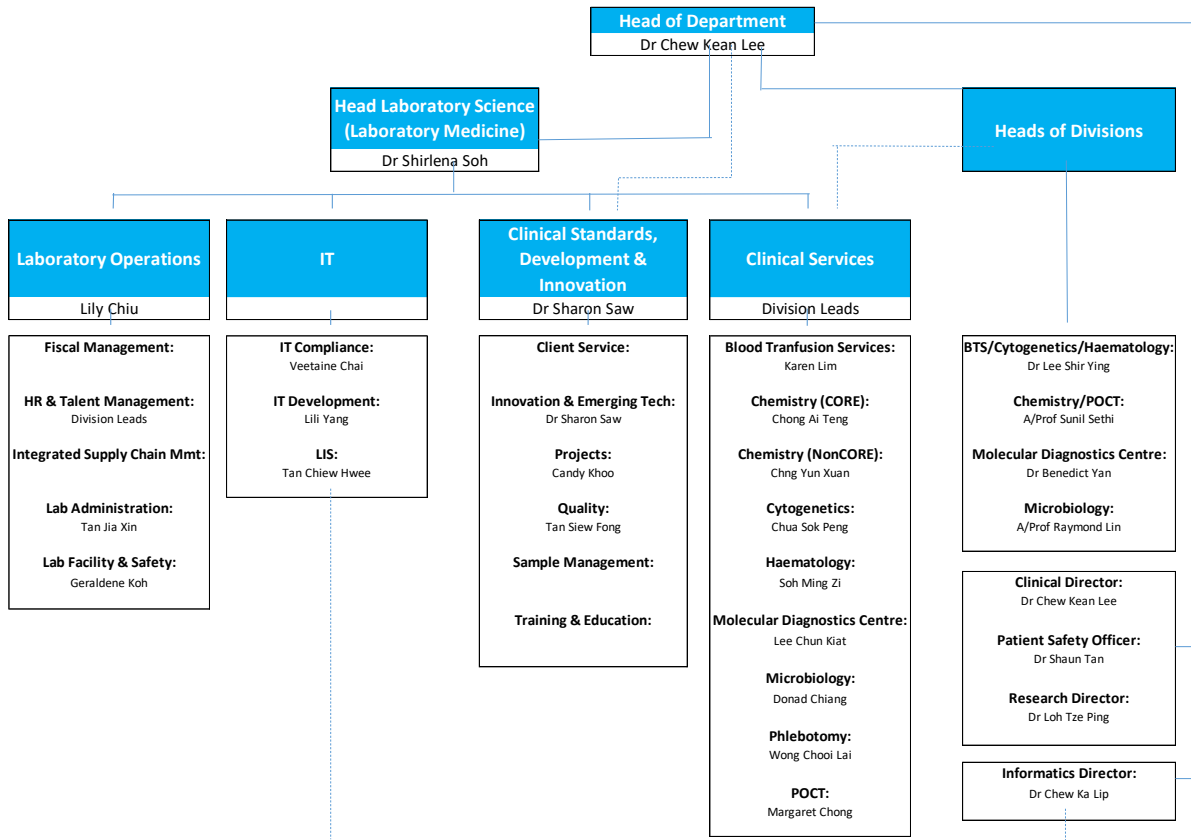 Head of Department
Dr Chew Kean Lee
Head Laboratory Science
(Laboratory Medicine)
Dr Shirlena Soh
Heads of Divisions
Laboratory Operations
Lily Chiu
IT
Clinical Standards,
Development &
Innovation
Dr Sharon Saw
Clinical Services
Division Leads
Fiscal Management:
HR & Talent Management:
Division Leads
Integrated Supply Chain Mmt:
Lab Administration:
Tan Jia Xin
Lab Facility & Safety:
Geraldene Koh
IT Compliance:
Veetaine Chai
IT Development:
Lili Yang
LIS:
Tan Chiew Hwee
Client Service:
Innovation & Emerging Tech:
Dr Sharon Saw
Projects:
Candy Khoo
Quality:
Tan Siew Fong
Sample Management:
Training & Education:
Blood Tranfusion Services:
Karen Lim
Chemistry (CORE):
Chong Ai Teng
Chemistry (NonCORE):
Chng Yun Xuan
Cytogenetics:
Chua Sok Peng
Haematology:
Soh Ming Zi
Molecular Diagnostics Centre:
Lee Chun Kiat
Microbiology:
Donad Chiang
Phlebotomy:
Wong Chooi Lai
POCT:
Margaret Chong
BTS/Cytogenetics/Haematology:
Dr Lee Shir Ying
Chemistry/POCT:
A/Prof Sunil Sethi
Molecular Diagnostics Centre:
Dr Benedict Yan
Microbiology:
A/Prof Raymond Lin
Clinical Director:
Dr Chew Kean Lee
Patient Safety Officer:
Dr Shaun Tan
Research Director:
Dr Loh Tze Ping
Informatics Director:
Dr Chew Ka Lip